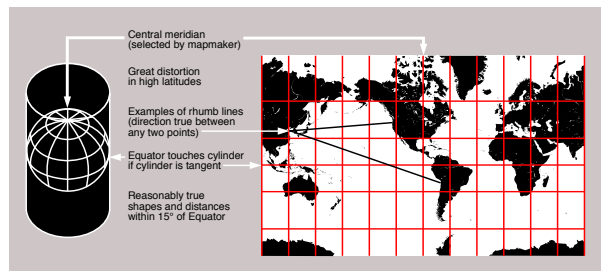 Central meridian
(selected by mapmaker)
Great distortion
in high latitudes
Examples of rhumb lines
(direction true between
any two points)
Equator touches cylinder
if cylinder is tangent
Reasonably true
shapes and distances
within 15° of Equator